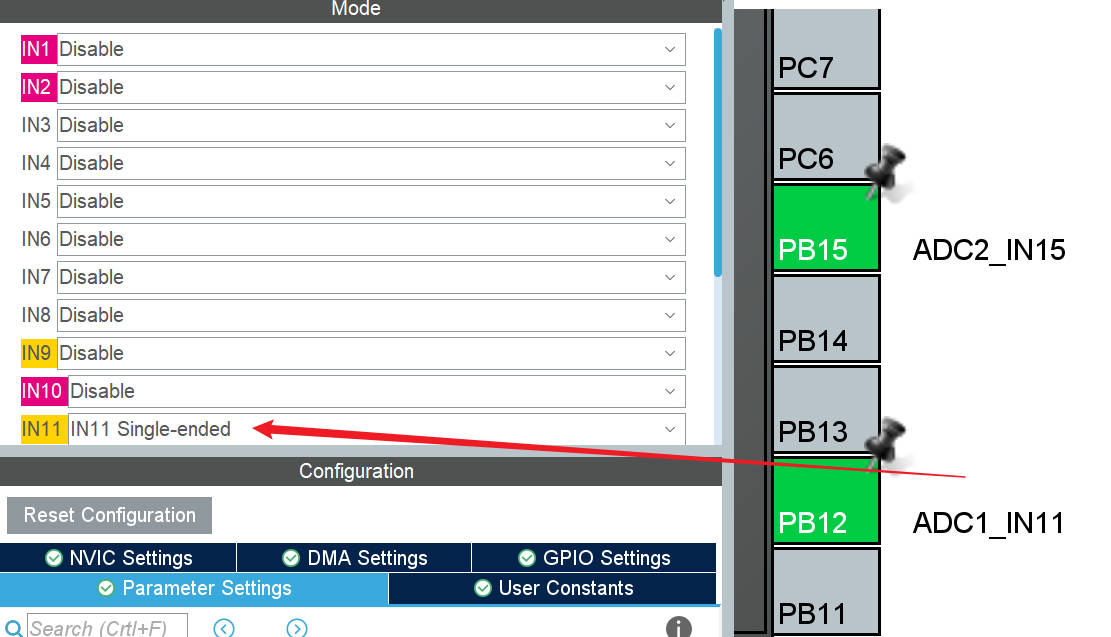 Mode
IN1 Disable
IN2 Disable
IN3 Disable
IN4 Disable
IN5 Disable
IN6 Disable
IN7 Disable
IN8 Disable
IN9 Disable
IN10 Disable
IN11 IN11 Single-ended
Configuration
Reset Configuration
NVIC Settings DMA Settings GPIO Settings
Parameter Settings User Constants
Search (Crtl+F)
PC7
PC6
PB15 ADC2_IN15
PB14
PB13
PB12 ADC1_IN11
PB11